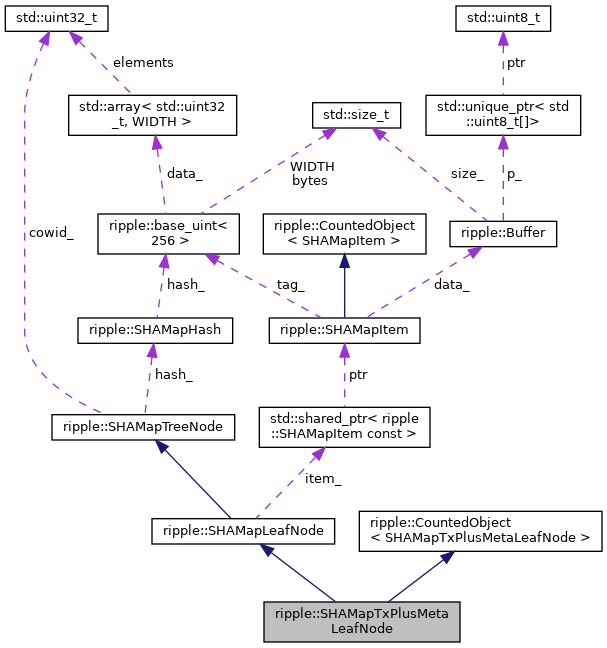 std::uint32_t
std::uint8_t
elements
ptr
std::array< std::uint32
_t, WIDTH >
std::size_t
std::unique_ptr< std
::uint8_t[]>
data_
WIDTH
bytes
size_
p_
cowid_
ripple::base_uint<
256 >
ripple::CountedObject
< SHAMapItem >
ripple::Buffer
hash_
tag_
data_
ripple::SHAMapHash
ripple::SHAMapItem
hash_
ptr
ripple::SHAMapTreeNode
std::shared_ptr< ripple
::SHAMapItem const >
item_
ripple::SHAMapLeafNode
ripple::CountedObject
< SHAMapTxPlusMetaLeafNode >
ripple::SHAMapTxPlusMeta
LeafNode